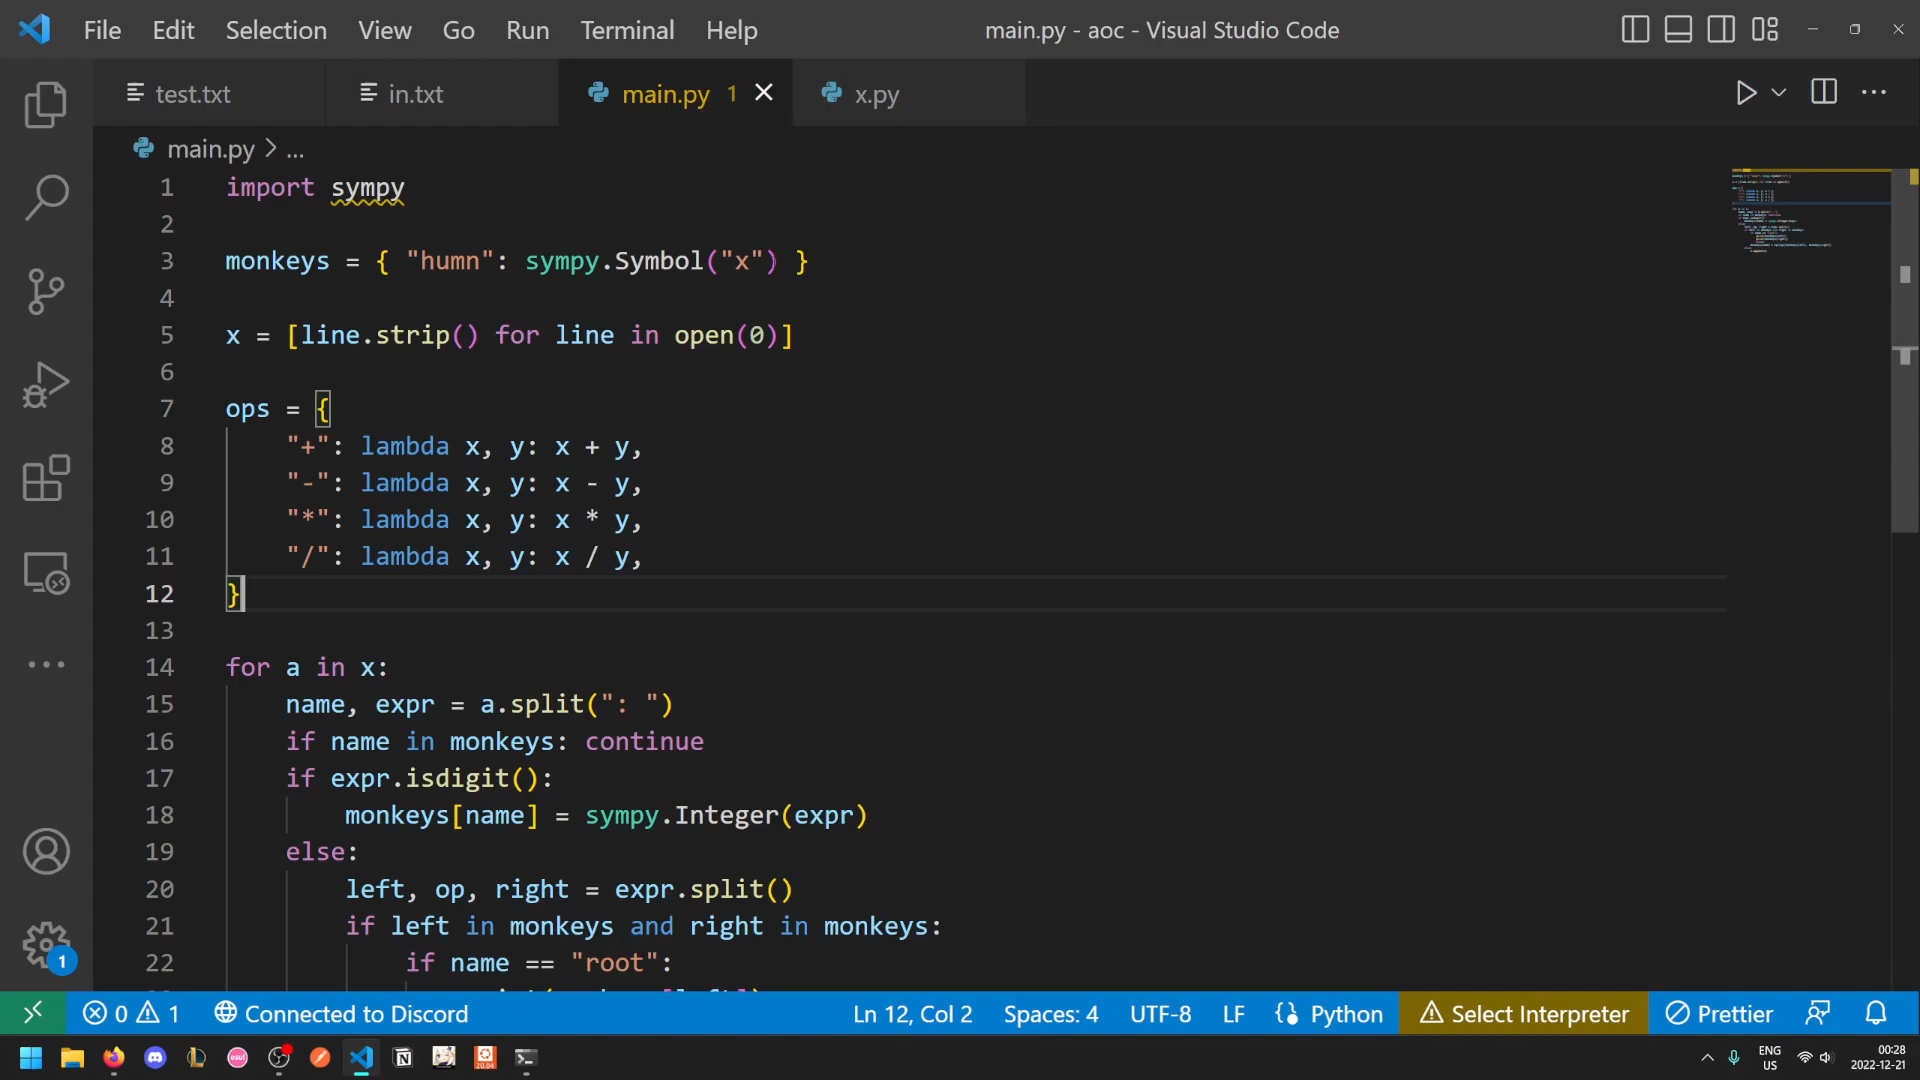 File Edit Selection View Go Run Terminal Help main.py - aoc - Visual Studio Code
test.txt in.txt main.py 1 x.py
main.py > ...
1 import sympy
2
3 monkeys = { "humn": sympy.Symbol("x") }
4
5 x = [line.strip() for line in open(0)]
6
7 ops = {
8 "+": lambda x, y: x + y,
9 "-": lambda x, y: x - y,
10 "*": lambda x, y: x * y,
11 "/": lambda x, y: x / y,
12 }
13
14 for a in x:
15 name, expr = a.split(": ")
16 if name in monkeys: continue
17 if expr.isdigit():
18 monkeys[name] = sympy.Integer(expr)
19 else:
20 left, op, right = expr.split()
21 if left in monkeys and right in monkeys:
22 if name == "root":
1
0 1 Connected to Discord Ln 12, Col 2 Spaces: 4 UTF-8 LF Python Select Interpreter Prettier
ENG 00:28
US 2022-12-21